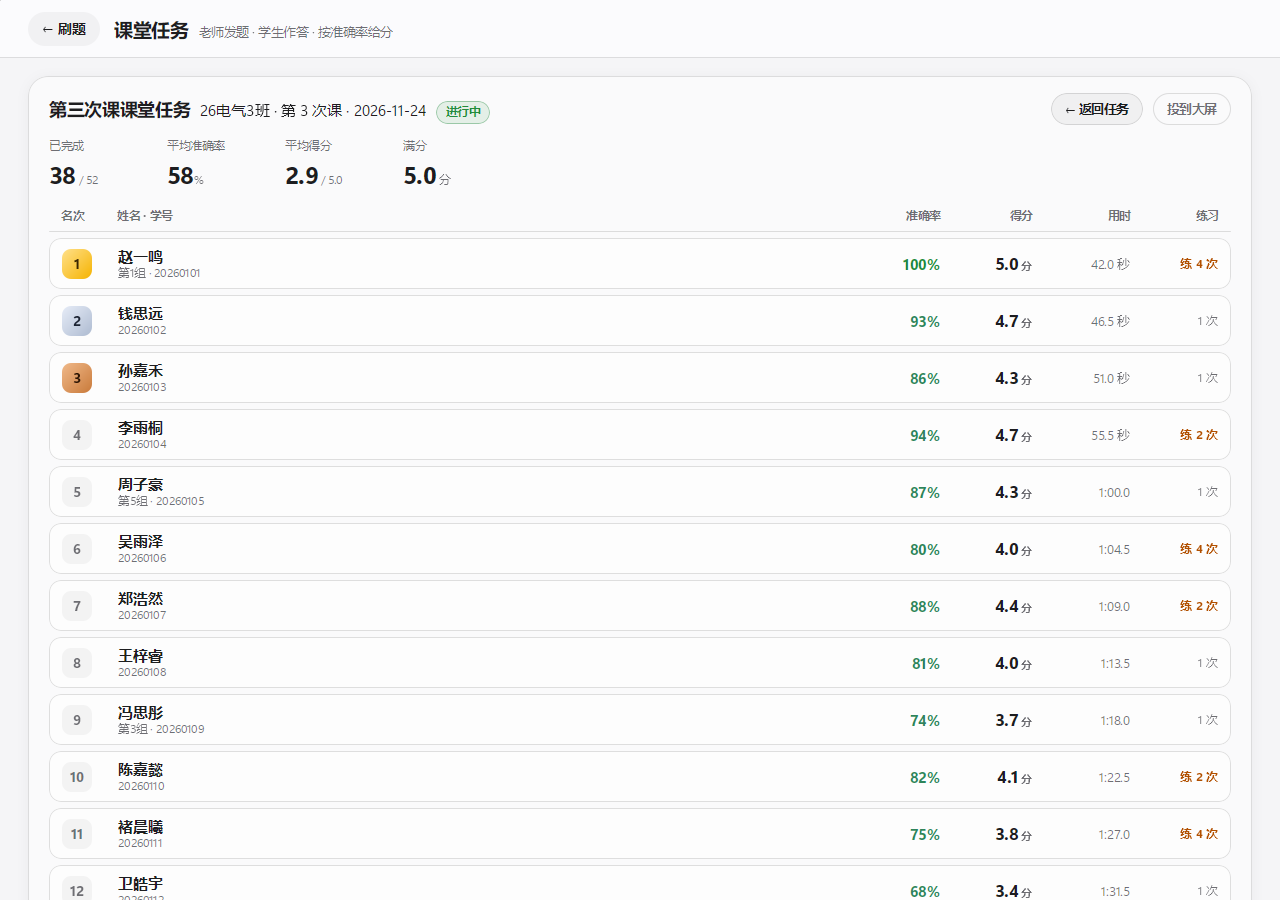 ← 刷题 课堂任务 老师发题 · 学生作答 · 按准确率给分
第三次课课堂任务 26电气3班 · 第 3 次课 · 2026-11-24 进行中 ← 返回任务 投到大屏
已完成 平均准确率 平均得分 满分
38 / 52 58% 2.9 / 5.0 5.0 分
名次 姓名 · 学号 准确率 得分 用时 练习
1 赵一鸣 100% 5.0 分 42.0 秒 练 4 次
第1组 · 20260101
2 钱思远 93% 4.7 分 46.5 秒 1 次
20260102
3 孙嘉禾 86% 4.3 分 51.0 秒 1 次
20260103
4 李雨桐 94% 4.7 分 55.5 秒 练 2 次
20260104
5 周子豪 87% 4.3 分 1:00.0 1 次
第5组 · 20260105
6 吴雨泽 80% 4.0 分 1:04.5 练 4 次
20260106
7 郑浩然 88% 4.4 分 1:09.0 练 2 次
20260107
8 王梓睿 81% 4.0 分 1:13.5 1 次
20260108
9 冯思彤 74% 3.7 分 1:18.0 1 次
第3组 · 20260109
10 陈嘉懿 82% 4.1 分 1:22.5 练 2 次
20260110
11 褚晨曦 75% 3.8 分 1:27.0 练 4 次
20260111
12 卫皓宇 68% 3.4 分 1:31.5 1 次
20260112